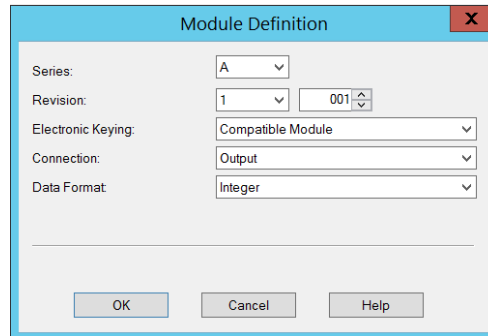 Module Definition
X
Series: A
Revision: 1 001
Electronic Keying: Compatible Module
Connection: Output
Data Format: Integer
OK Cancel Help